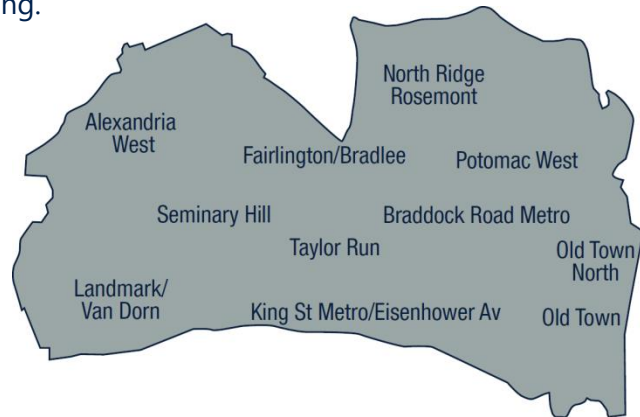 ng.
North Ridge
Rosemont
Alexandria
West
Fairlington/Bradlee
Potomac West
Seminary Hill
Braddock Road Metro
Taylor Run
Old Town
North
Landmark/
Van Dorn
King St Metro/Eisenhower Av
Old Town